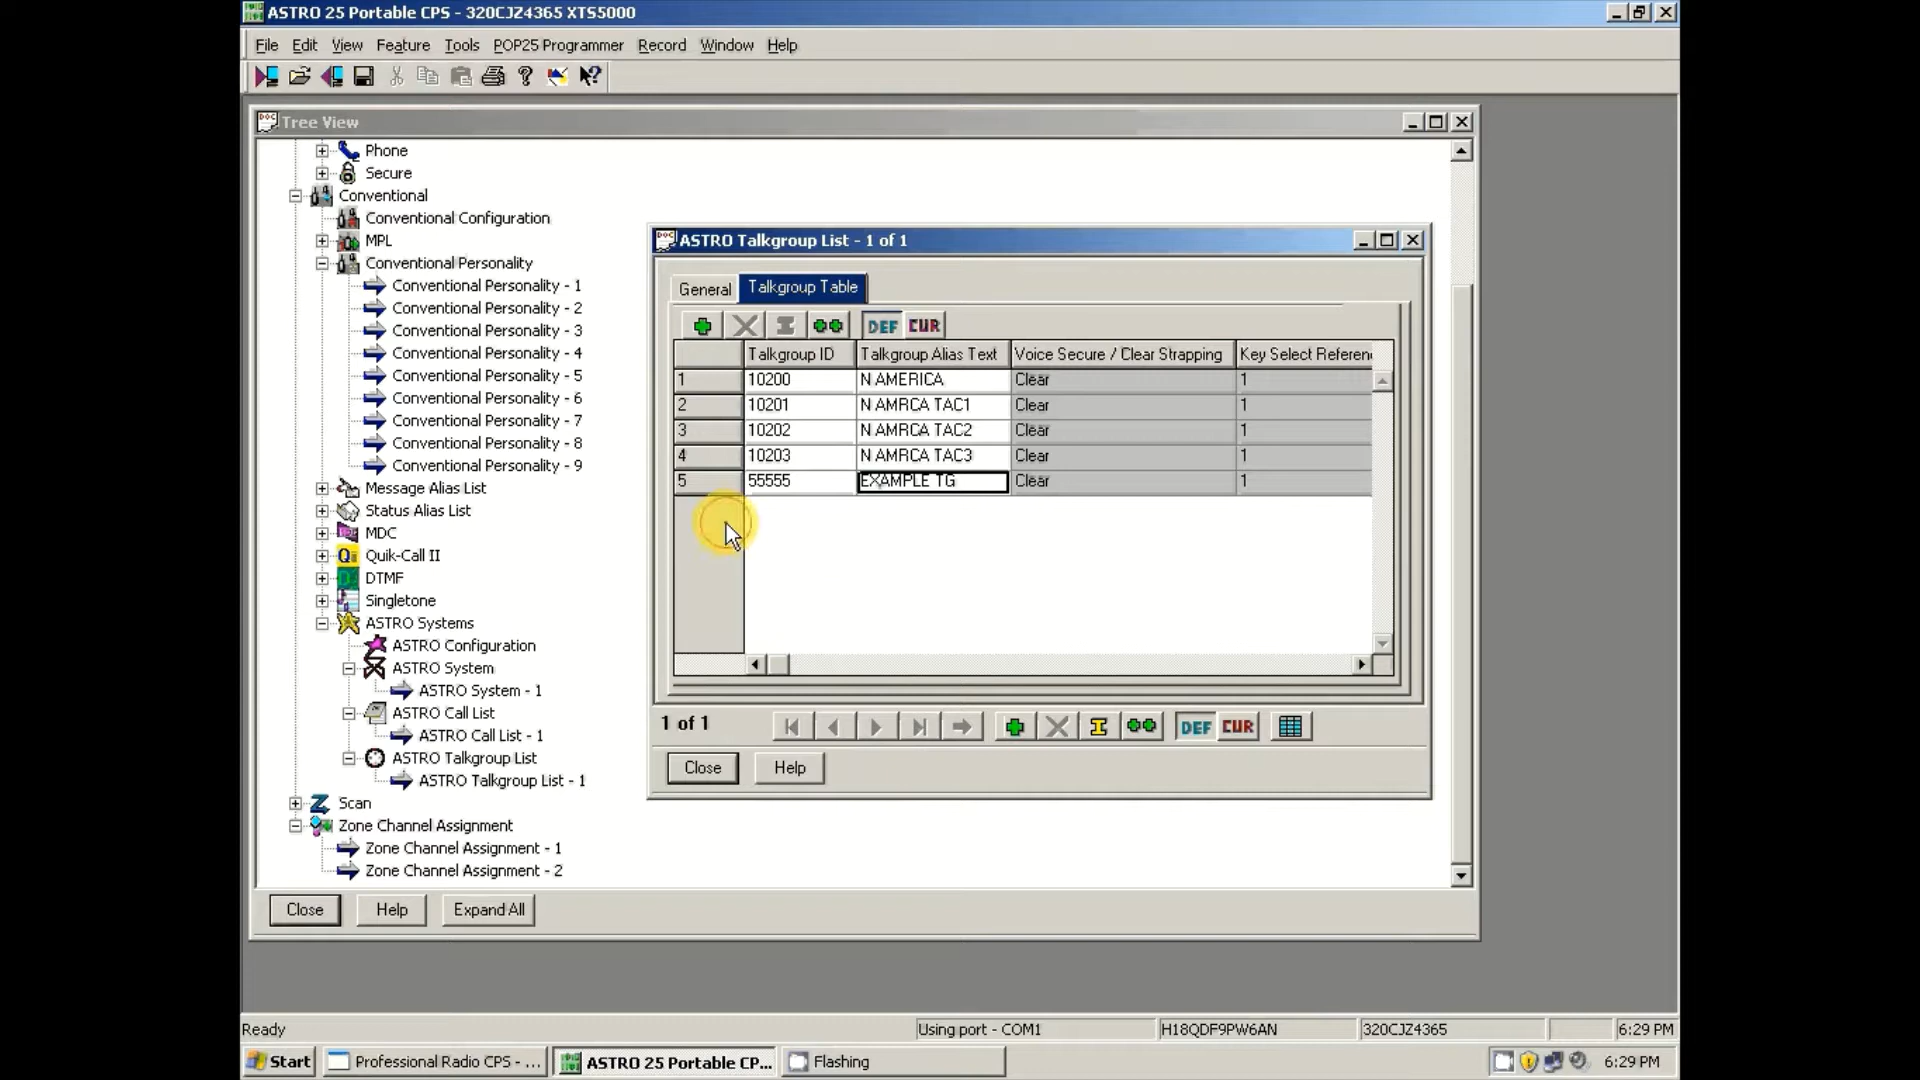 ASTRO 25 Portable CPS - 320CJZ4365 XTS5000
File Edit View Feature Tools POP25 Programmer Record Window Help
Tree View
Phone
Secure
Conventional
Conventional Configuration
MPL
Conventional Personality
Conventional Personality - 1
Conventional Personality - 2
Conventional Personality - 3
Conventional Personality - 4
Conventional Personality - 5
Conventional Personality - 6
Conventional Personality - 7
Conventional Personality - 8
Conventional Personality - 9
Message Alias List
Status Alias List
MDC
Quik-Call II
DTMF
Singletone
ASTRO Systems
ASTRO Configuration
ASTRO System
ASTRO System - 1
ASTRO Call List
ASTRO Call List - 1
ASTRO Talkgroup List
ASTRO Talkgroup List - 1
Scan
Zone Channel Assignment
Zone Channel Assignment - 1
Zone Channel Assignment - 2
Close Help Expand All
ASTRO Talkgroup List - 1 of 1
General Talkgroup Table
DEF CUR
Talkgroup ID Talkgroup Alias Text Voice Secure / Clear Strapping Key Select Referen
1 10200 N AMERICA Clear 1
2 10201 N AMRCA TAC1 Clear 1
3 10202 N AMRCA TAC2 Clear 1
4 10203 N AMRCA TAC3 Clear 1
5 55555 EXAMPLE TG Clear 1
1 of 1 DEF CUR
Close Help
Ready Using port - COM1 H18QDF9PW6AN 320CJZ4365 6:29 PM
Start Professional Radio CPS - ... ASTRO 25 Portable CP... Flashing 6:29 PM